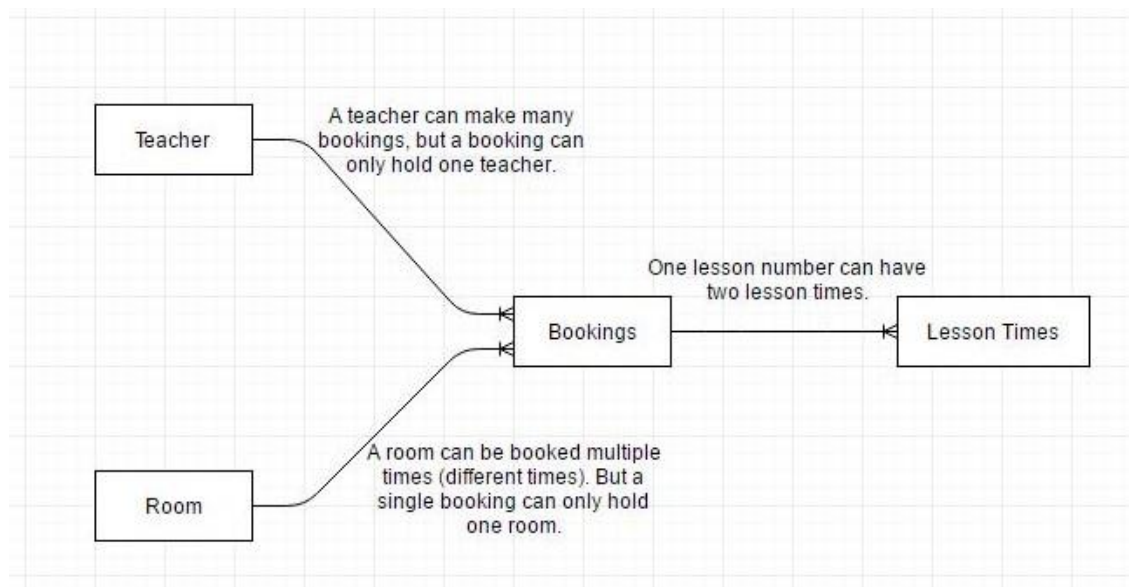 Teacher
A teacher can make many
bookings, but a booking can
only hold one teacher.
One lesson number can have
two lesson times.
Bookings
Lesson Times
A room can be booked multiple
times (different times). But a
single booking can only hold
one room.
Room